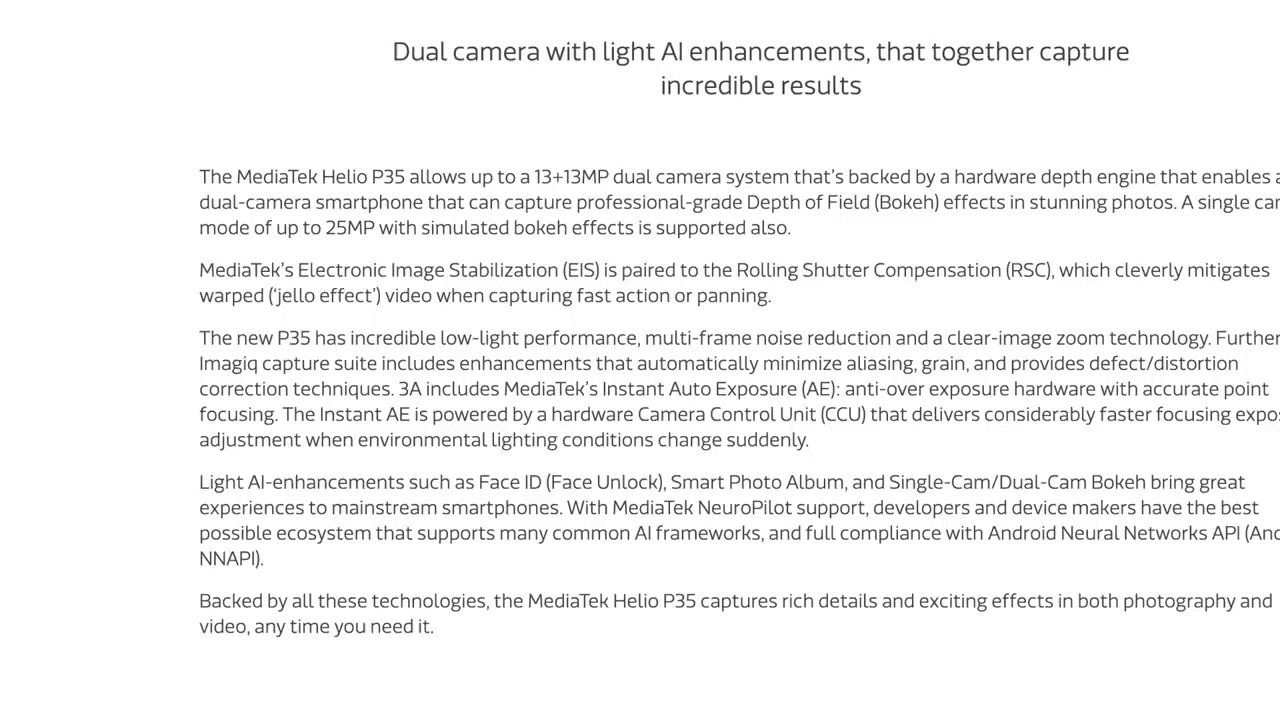 Dual camera with light AI enhancements, that together capture
incredible results
The MediaTek Helio P35 allows up to a 13+13MP dual camera system that's backed by a hardware depth engine that enables
dual-camera smartphone that can capture professional-grade Depth of Field (Bokeh) effects in stunning photos. A single
mode of up to 25MP with simulated bokeh effects is supported also.
MediaTek's Electronic Image Stabilization (EIS) is paired to the Rolling Shutter Compensation (RSC), which cleverly mitigates
warped ('jello effect') video when capturing fast action or panning.
The new P35 has incredible low-light performance, multi-frame noise reduction and a clear-image zoom technology. Further
Imagiq capture suite includes enhancements that automatically minimize aliasing, grain, and provides defect/distortion
correction techniques. 3A includes MediaTek's Instant Auto Exposure (AE): anti-over exposure hardware with accurate point
focusing. The Instant AE is powered by a hardware Camera Control Unit (CCU) that delivers considerably faster focusing
adjustment when environmental lighting conditions change suddenly.
Light AI-enhancements such as Face ID (Face Unlock), Smart Photo Album, and Single-Cam/Dual-Cam Bokeh bring great
experiences to mainstream smartphones. With MediaTek NeuroPilot support, developers and device makers have the best
possible ecosystem that supports many common AI frameworks, and full compliance with Android Neural Networks API
NNAPI).
Backed by all these technologies, the MediaTek Helio P35 captures rich details and exciting effects in both photography and
video, any time you need it.